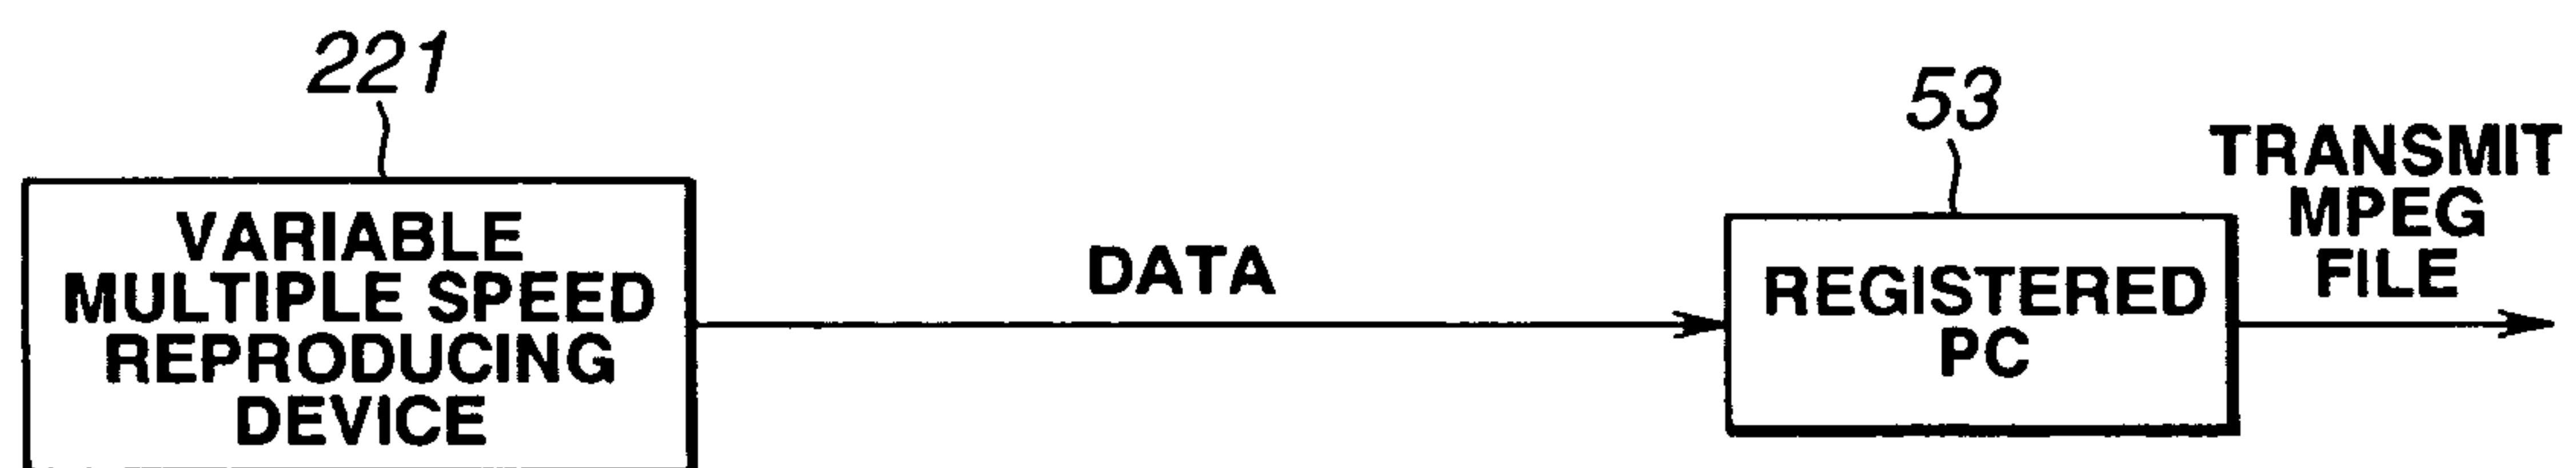 221
VARIABLE
MULTIPLE SPEED
REPRODUCING
DEVICE
DATA
53
REGISTERED
PC
TRANSMIT
MPEG
FILE